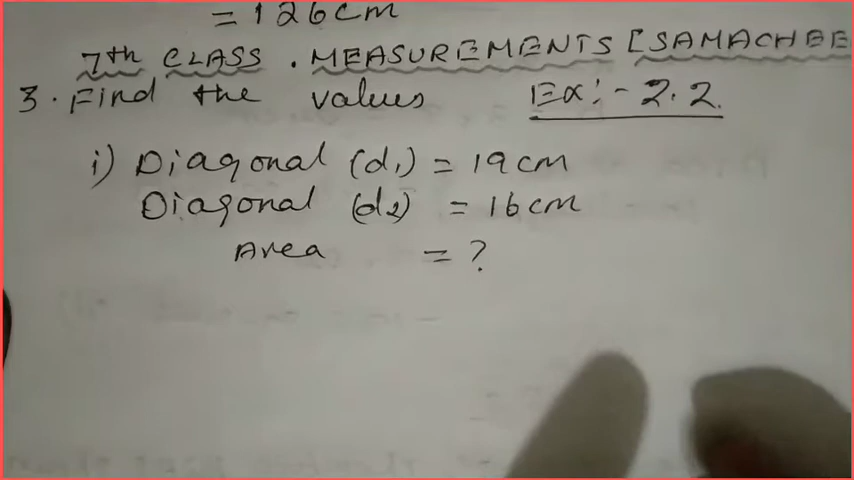 = 126cm
7th CLASS . MEASUREMENTS [SAMACHEE
3. Find the values Ex:- 2.2.
i) Diagonal (d1) = 19cm
Diagonal (d2) = 16cm
Area = ?